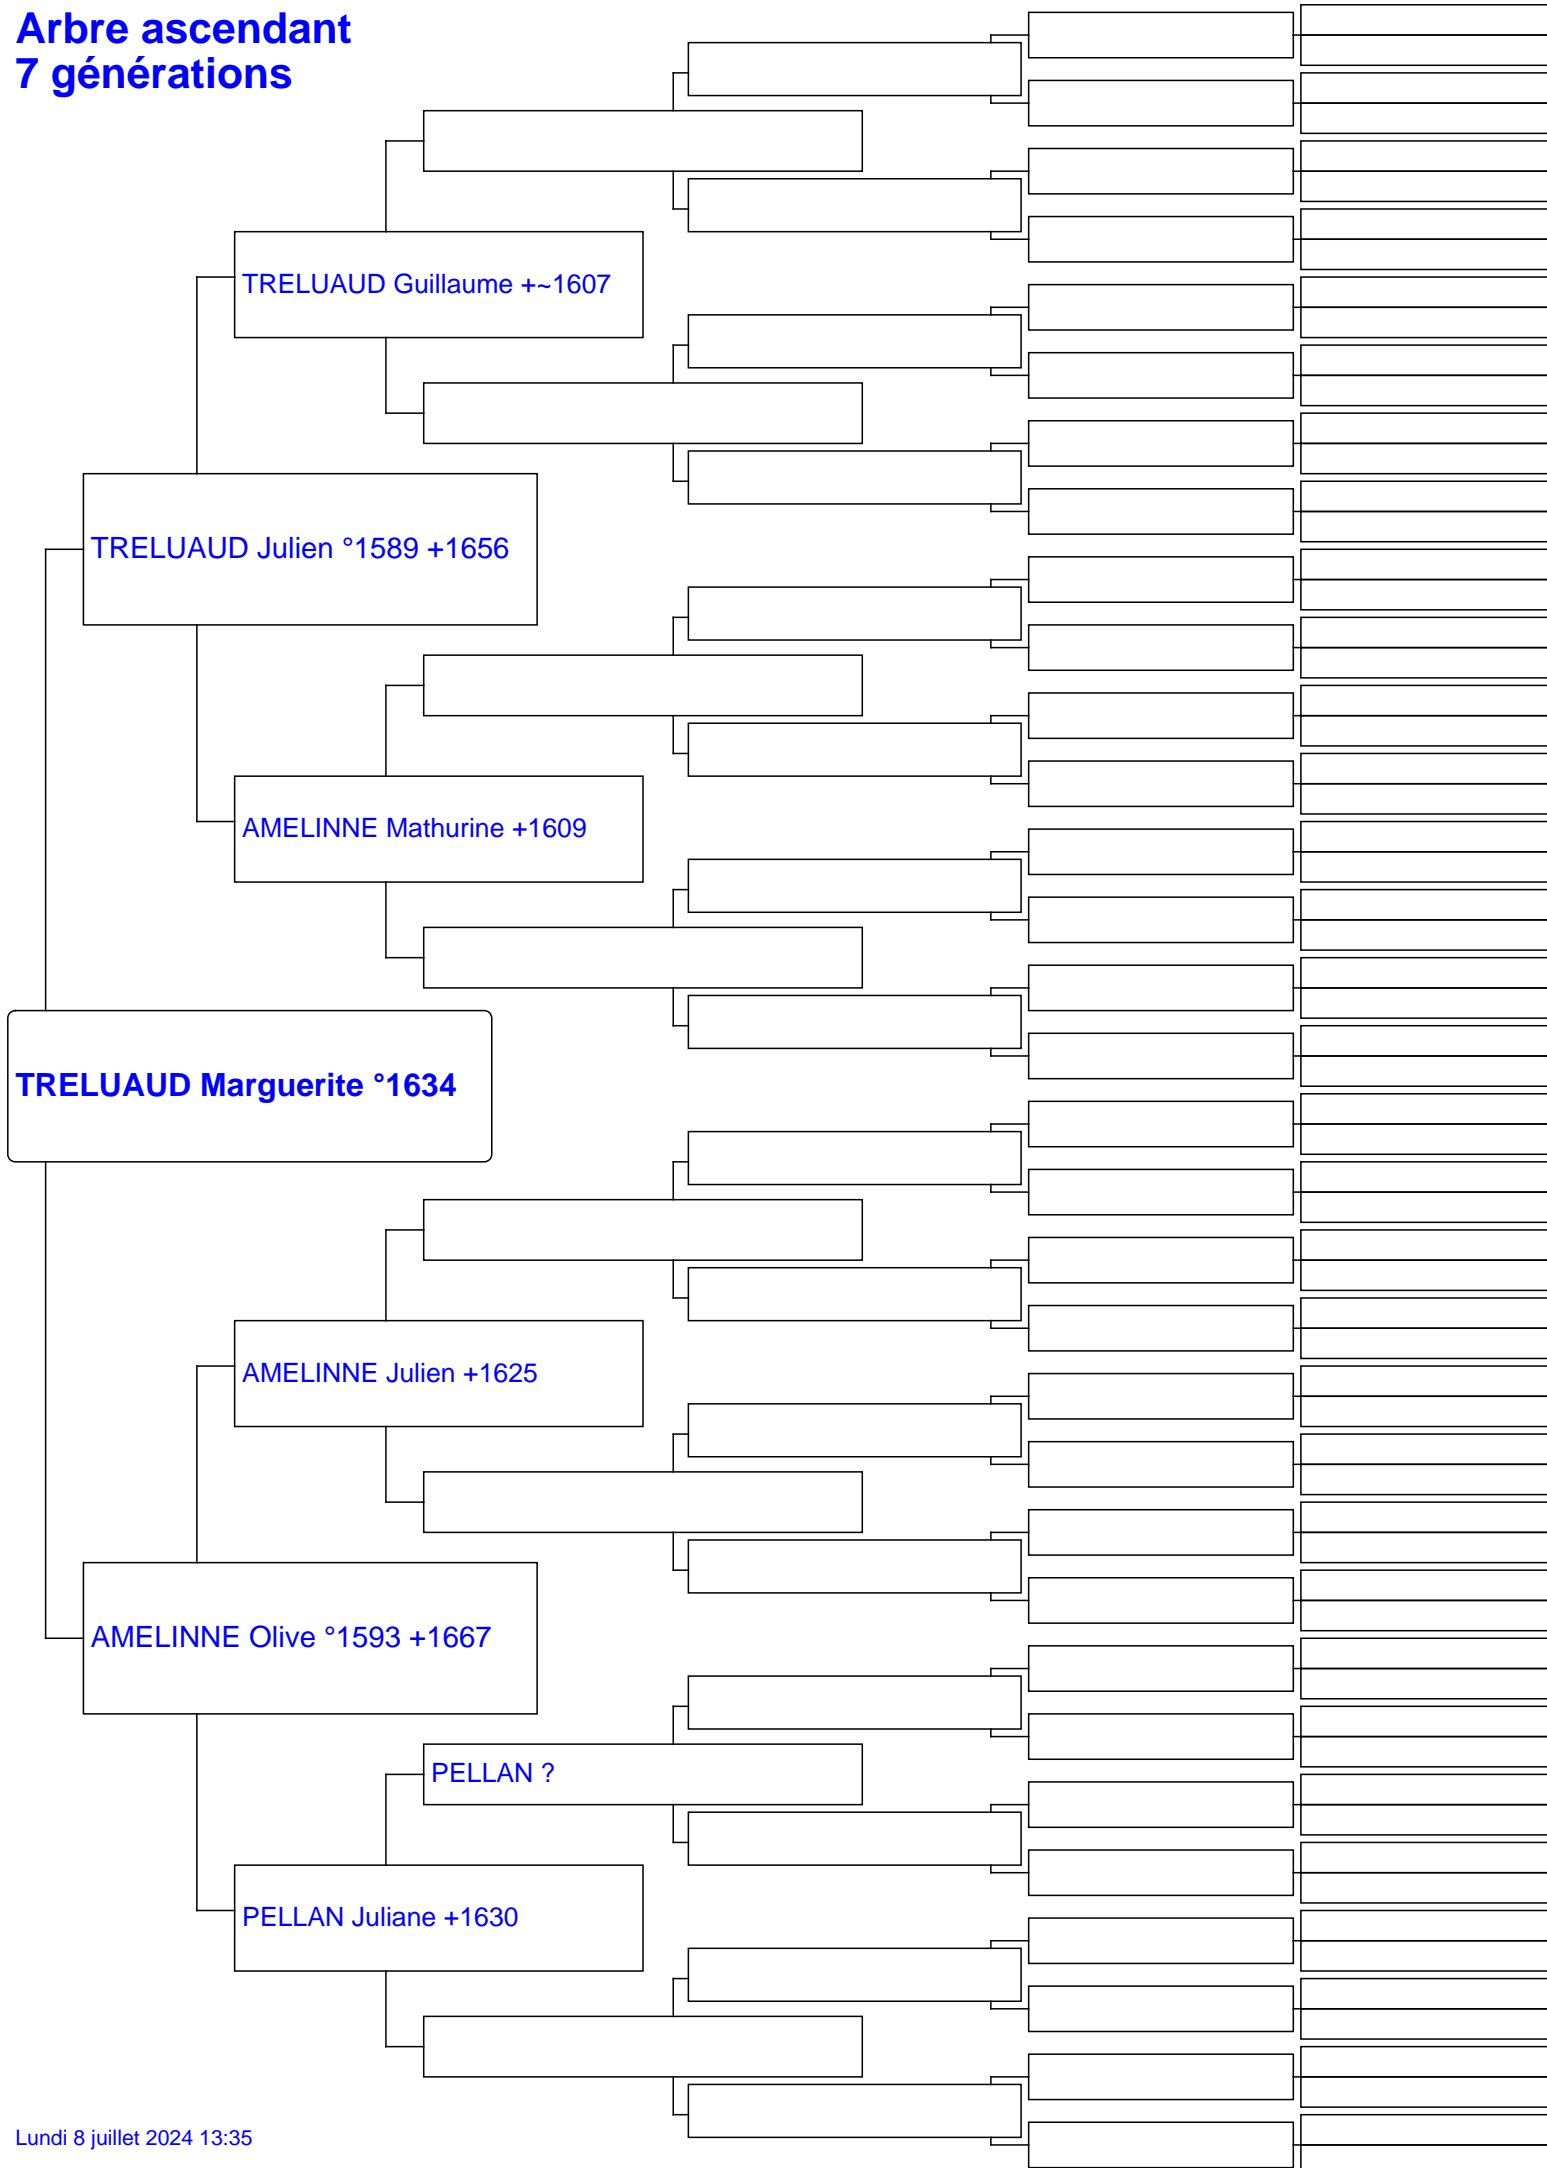 Arbre ascendant
7 générations
TRELUAUD Guillaume +~1607
TRELUAUD Julien °1589 +1656
AMELINNE Mathurine +1609
TRELUAUD Marguerite °1634
AMELINNE Julien +1625
AMELINNE Olive °1593 +1667
PELLAN ?
PELLAN Juliane +1630
Lundi 8 juillet 2024 13:35